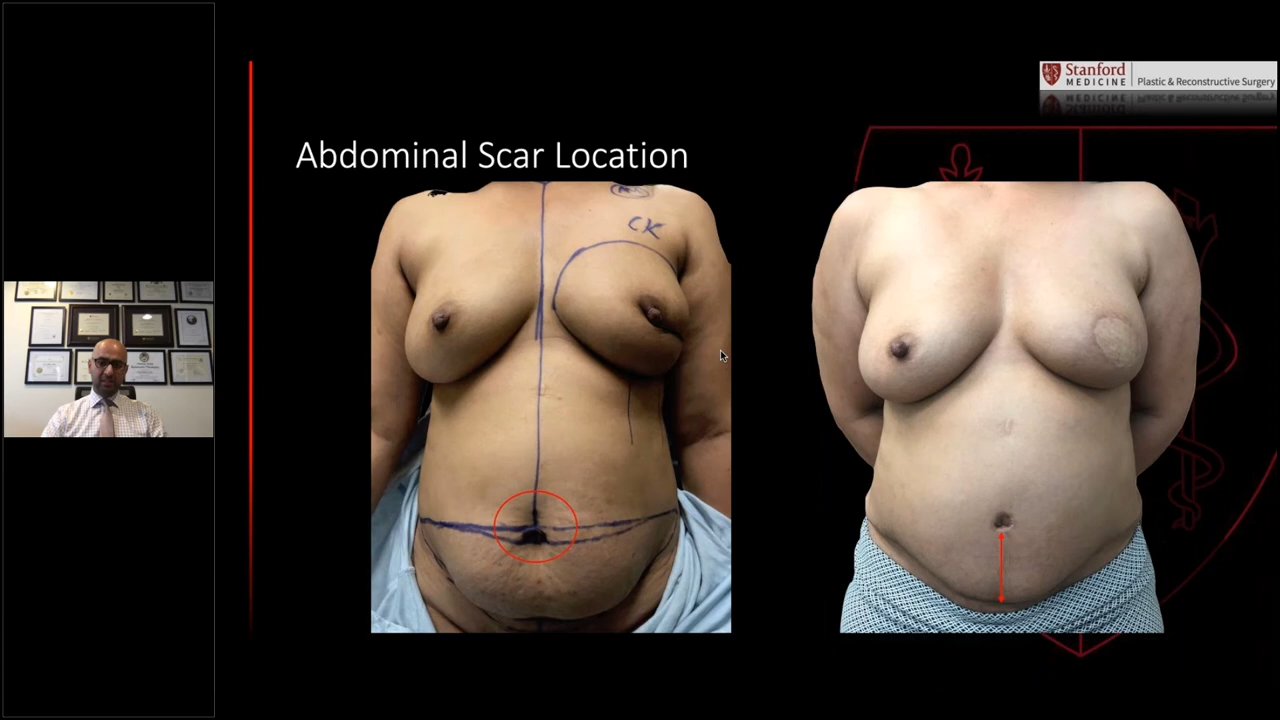 Stanford
MEDICINE
Plastic & Reconstructive Surgery
Abdominal Scar Location
CK